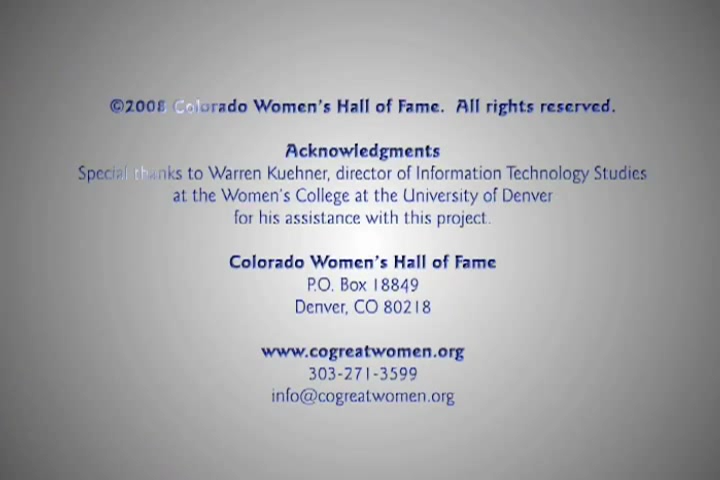 ©2008 Colorado Women's Hall of Fame. All rights reserved.
Acknowledgments
Special thanks to Warren Kuehner, director of Information Technology Studies
at the Women's College at the University of Denver
for his assistance with this project.
Colorado Women's Hall of Fame
P.O. Box 18849
Denver, CO 80218
www.cogreatwomen.org
303-271-3599
info@cogreatwomen.org